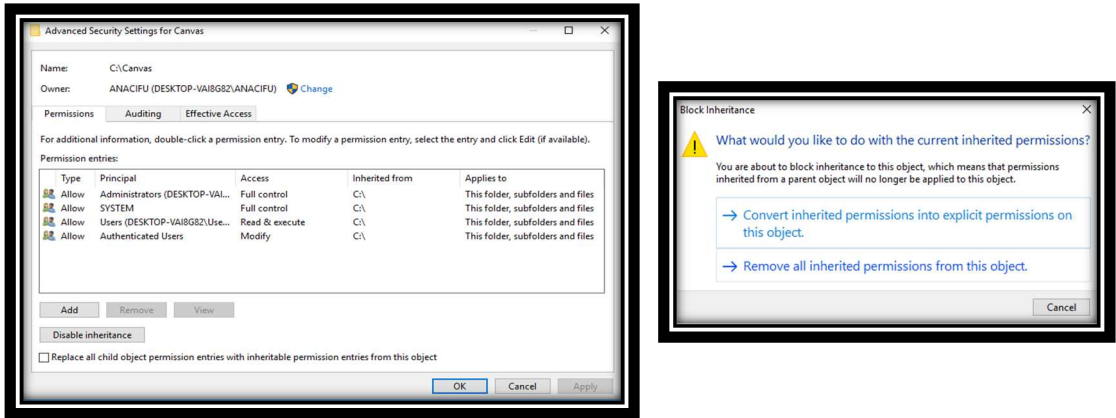 Advanced Security Settings for Canvas
Name: C:\Canvas
Owner: ANACIFU (DESKTOP-VAI8G82\ANACIFU) Change
Permissions Auditing Effective Access
For additional information, double-click a permission entry. To modify a permission entry, select the entry and click Edit (if available).
Permission entries:
Type Principal Access Inherited from Applies to
Allow Administrators (DESKTOP-VAI... Full control C:\ This folder, subfolders and files
Allow SYSTEM Full control C:\ This folder, subfolders and files
Allow Users (DESKTOP-VAI8G82\Use... Read & execute C:\ This folder, subfolders and files
Allow Authenticated Users Modify C:\ This folder, subfolders and files
Add Remove View
Disable inheritance
Replace all child object permission entries with inheritable permission entries from this object
OK Cancel Apply
Block Inheritance
What would you like to do with the current inherited permissions?
You are about to block inheritance to this object, which means that permissions
inherited from a parent object will no longer be applied to this object.
Convert inherited permissions into explicit permissions on
this object.
Remove all inherited permissions from this object.
Cancel